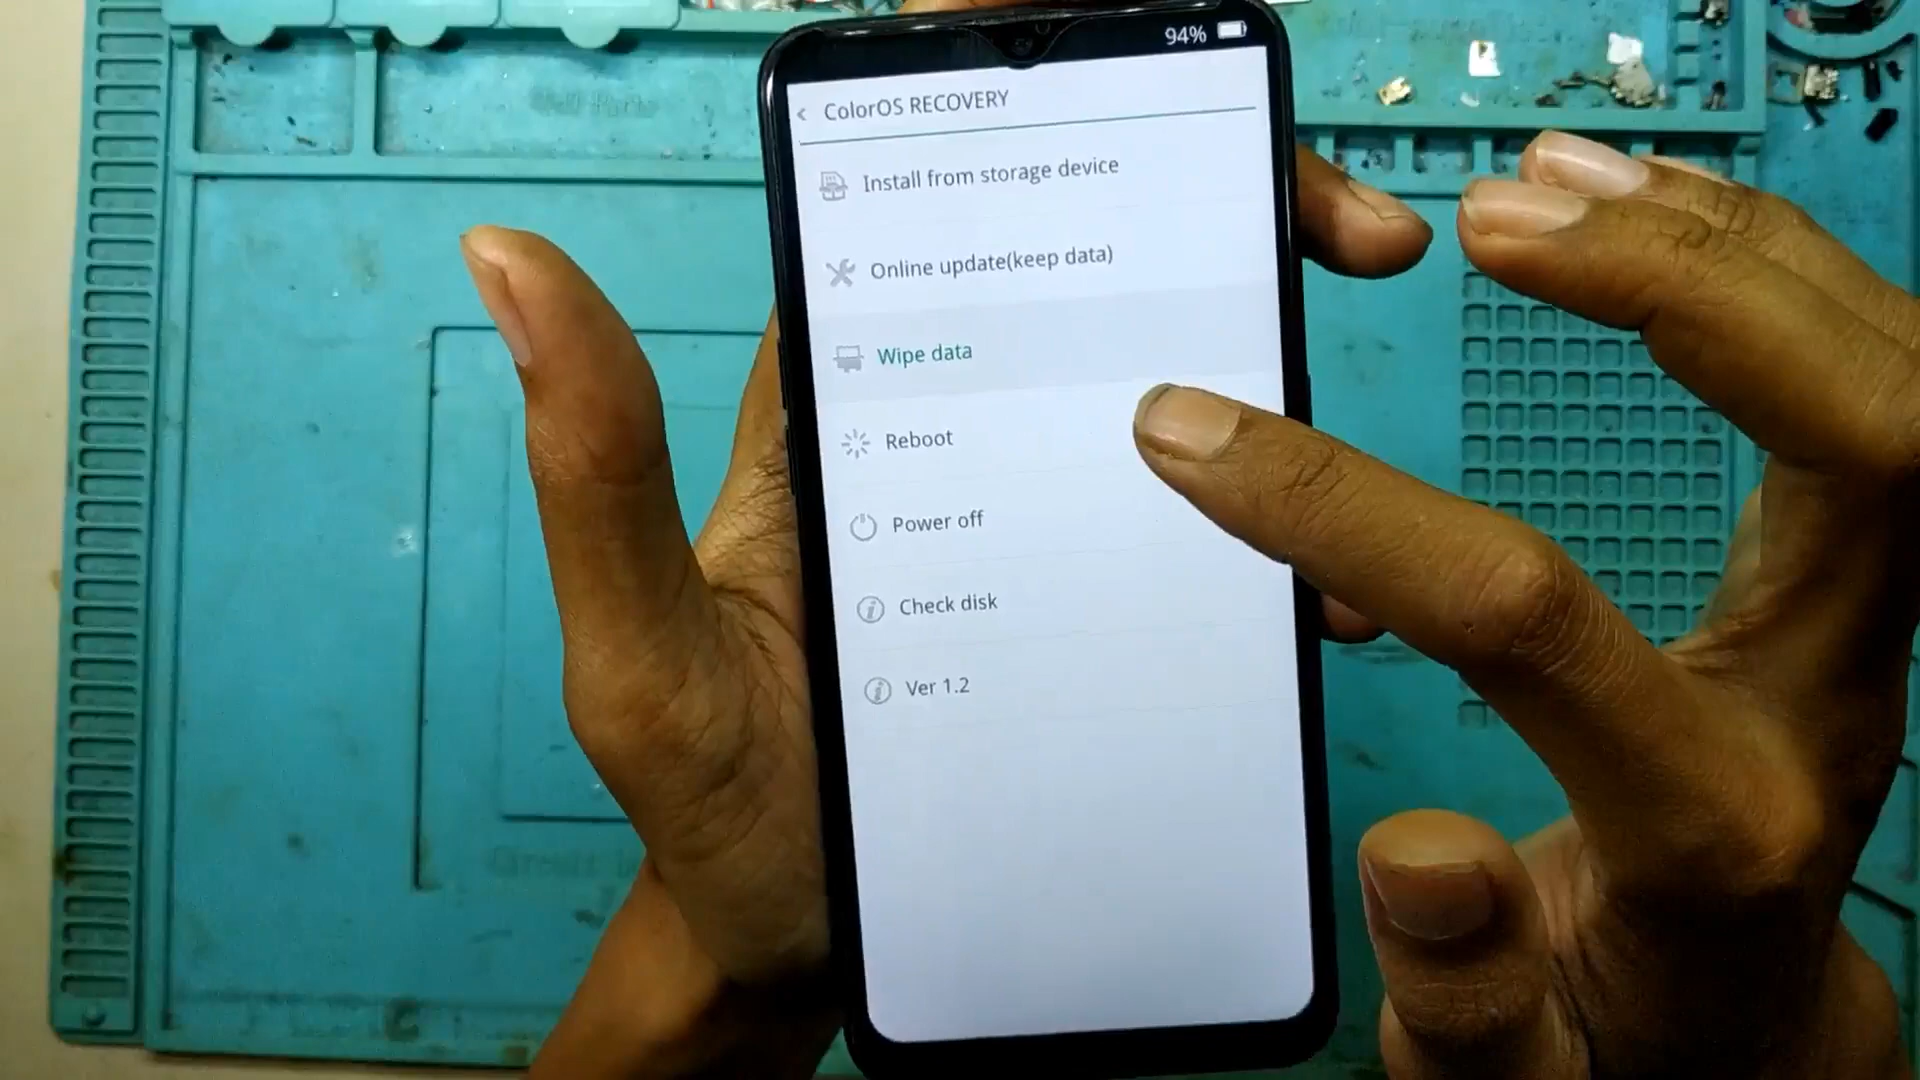 94%
ColorOS RECOVERY
Install from storage device
Online update(keep data)
Wipe data
Reboot
Power off
Check disk
Ver 1.2